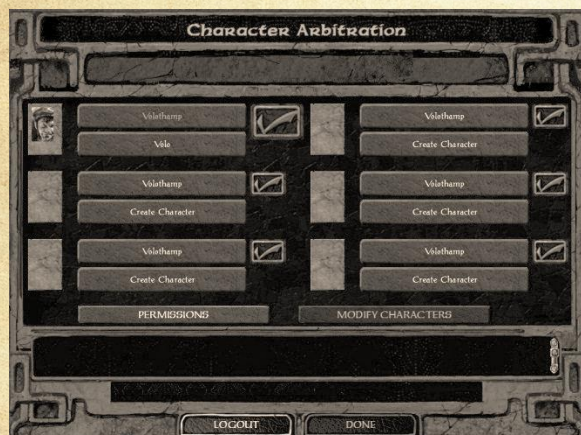 Character Arbitration
Volothamp
Volo
Volothamp
Create Character
Volothamp
Create Character
Volothamp
Create Character
Volothamp
Create Character
Volothamp
Create Character
PERMISSIONS
MODIFY CHARACTERS
LOGOUT
DONE